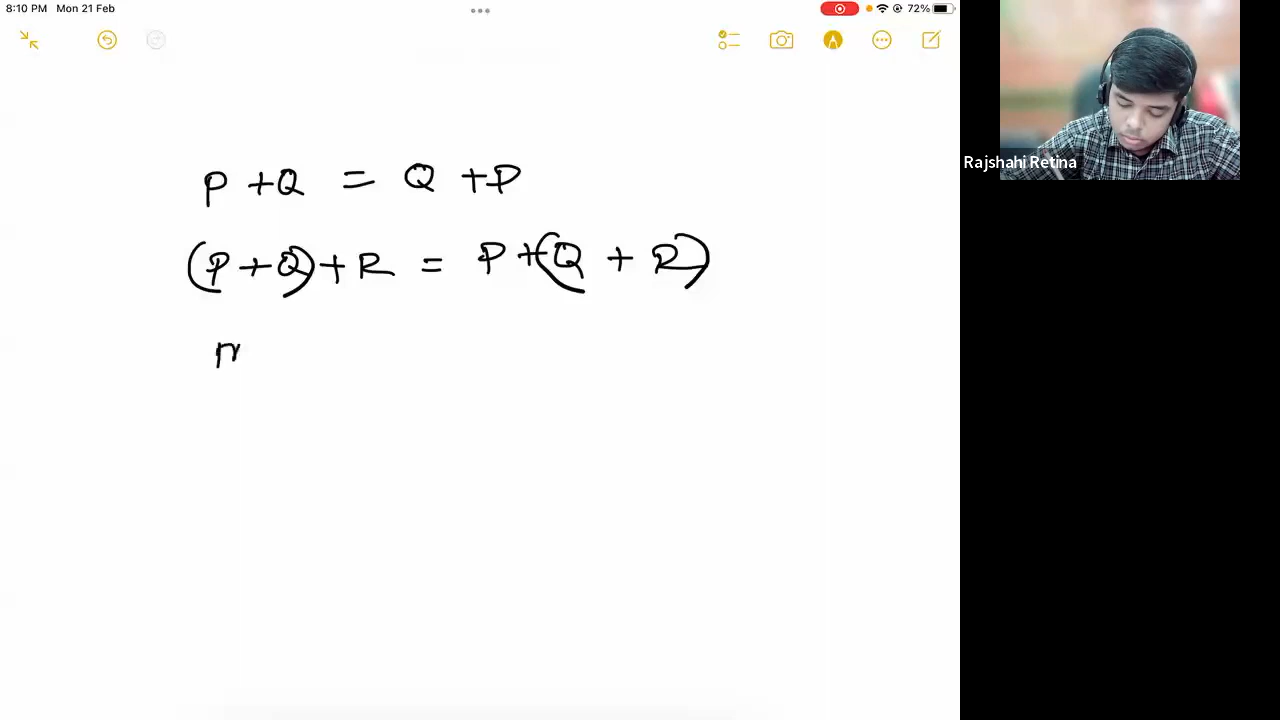 8:10 PM Mon 21 Feb
72%
Rajshahi Retina
P + Q = Q + P
(P + Q) + R = P + (Q + R)